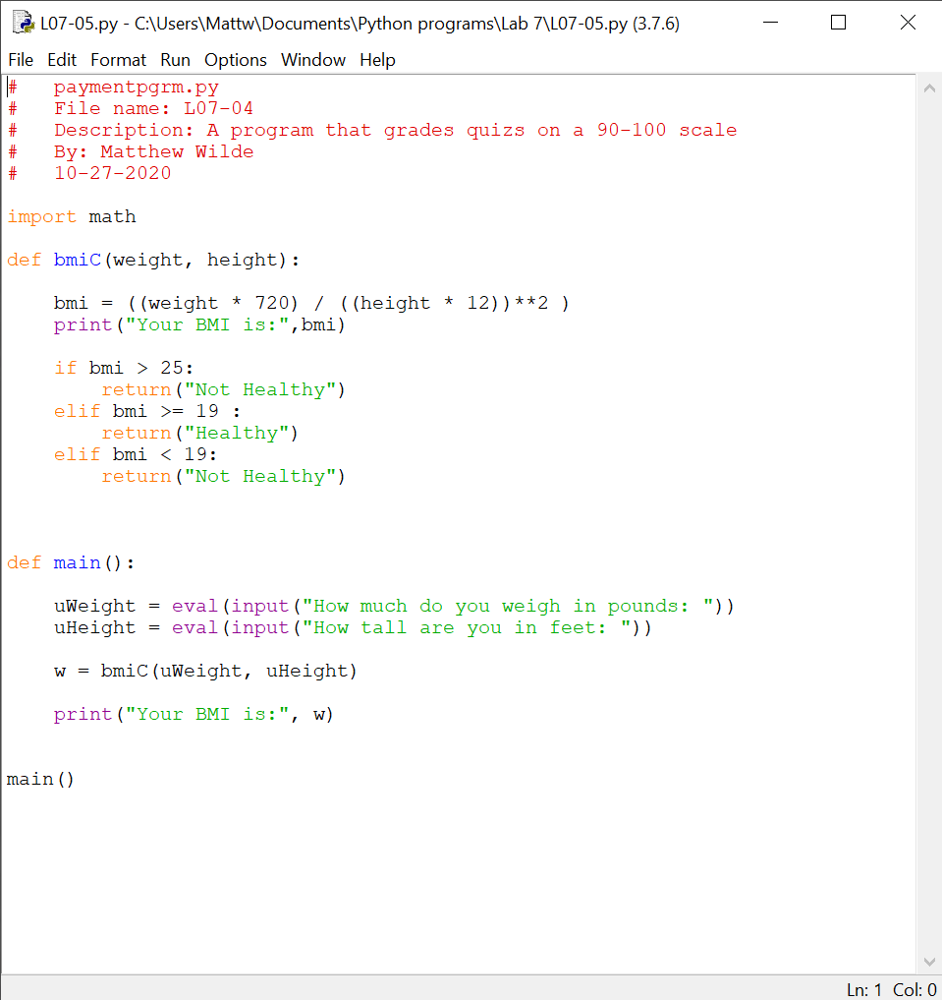 L07-05.py - C:\Users\Mattw\Documents\Python programs\Lab 7\L07-05.py (3.7.6)
File Edit Format Run Options Window Help
#   paymentpgrm.py
#   File name: L07-04
#   Description: A program that grades quizs on a 90-100 scale
#   By: Matthew Wilde
#   10-27-2020
import math
def bmiC(weight, height):
    bmi = ((weight * 720) / ((height * 12))**2 )
    print("Your BMI is:",bmi)
    if bmi > 25:
        return("Not Healthy")
    elif bmi >= 19 :
        return("Healthy")
    elif bmi < 19:
        return("Not Healthy")
def main():
    uWeight = eval(input("How much do you weigh in pounds: "))
    uHeight = eval(input("How tall are you in feet: "))
    w = bmiC(uWeight, uHeight)
    print("Your BMI is:", w)
main()
Ln: 1 Col: 0